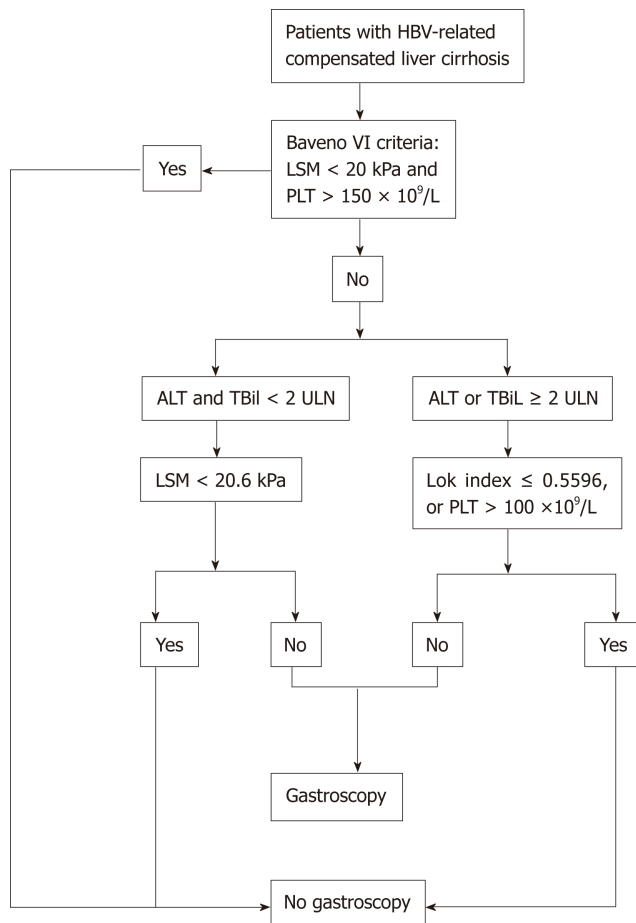 Patients with HBV-related
compensated liver cirrhosis
Baveno VI criteria:
LSM < 20 kPa and
PLT > 150 × 10⁹/L
Yes
No
ALT and TBil < 2 ULN
ALT or TBiL ≥ 2 ULN
LSM < 20.6 kPa
Lok index ≤ 0.5596,
or PLT > 100 ×10⁹/L
Yes
No
No
Yes
Gastroscopy
No gastroscopy